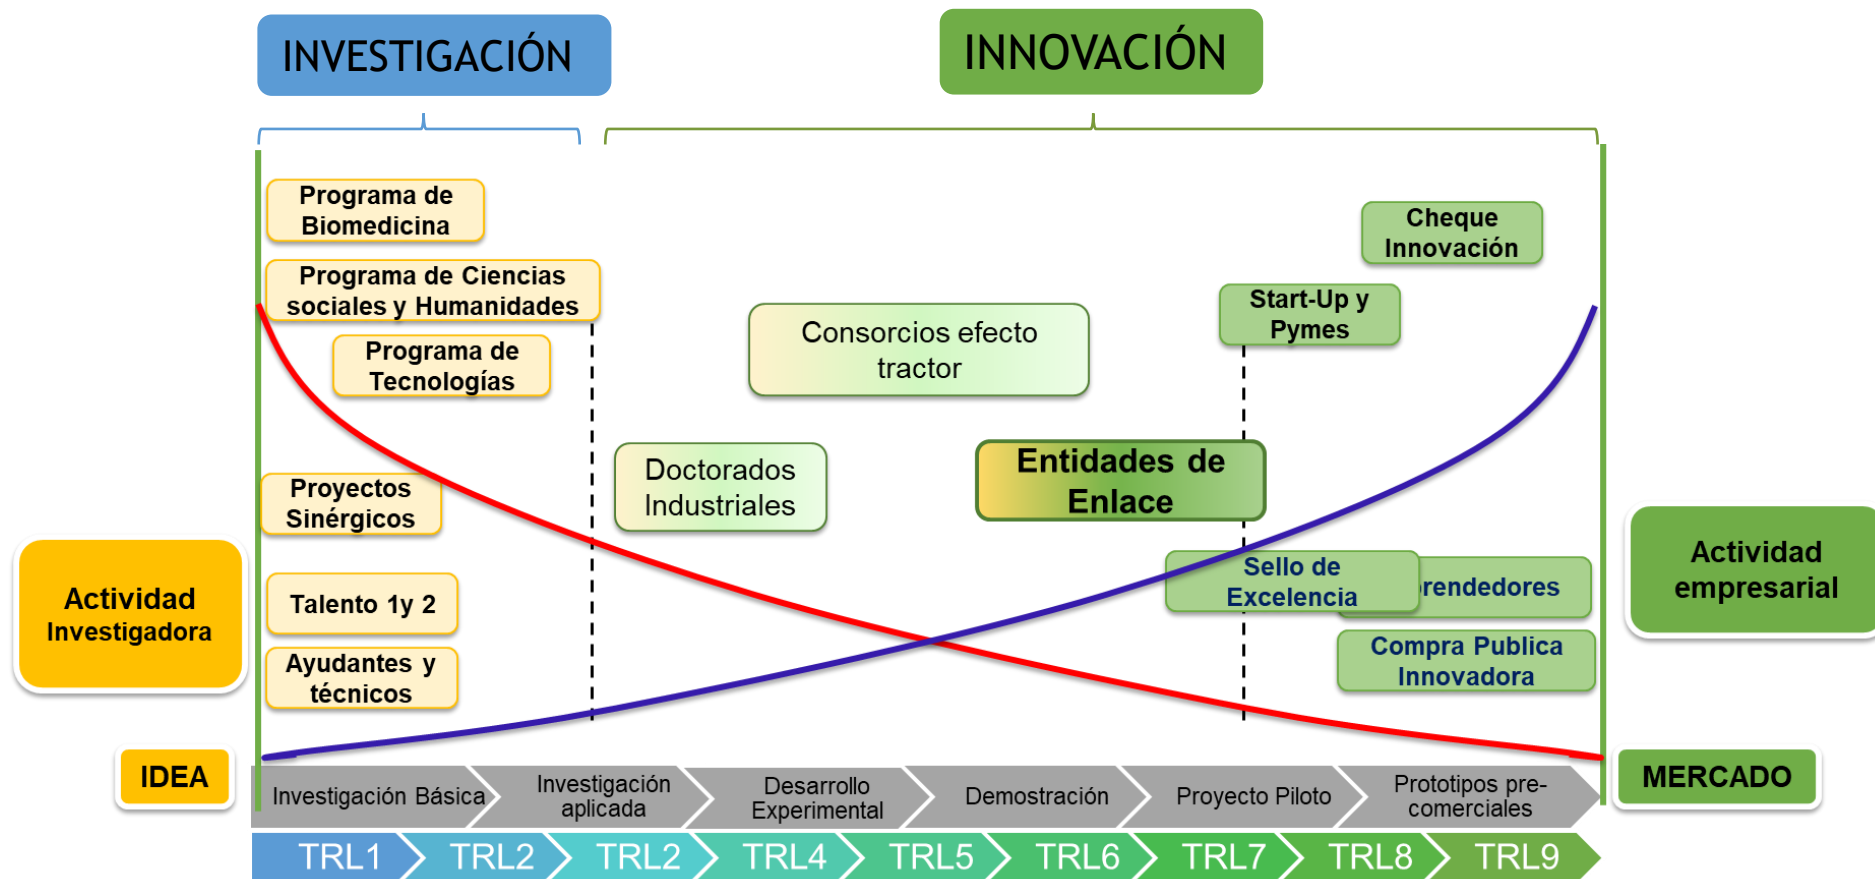 INVESTIGACIÓN
INNOVACIÓN
Programa de
Biomedicina
Programa de Ciencias
sociales y Humanidades
Programa de
Tecnologías
Cheque
Innovación
Start-Up y
Pymes
Consorcios efecto
tractor
Doctorados
Industriales
Entidades de
Enlace
Proyectos
Sinérgicos
Talento 1y 2
Ayudantes y
técnicos
Sello de
Excelencia
rendedores
Compra Publica
Innovadora
Actividad
Investigadora
Actividad
empresarial
IDEA
MERCADO
Investigación Básica
Investigación
aplicada
Desarrollo
Experimental
Demostración
Proyecto Piloto
Prototipos pre-
comerciales
TRL1
TRL2
TRL2
TRL4
TRL5
TRL6
TRL7
TRL8
TRL9